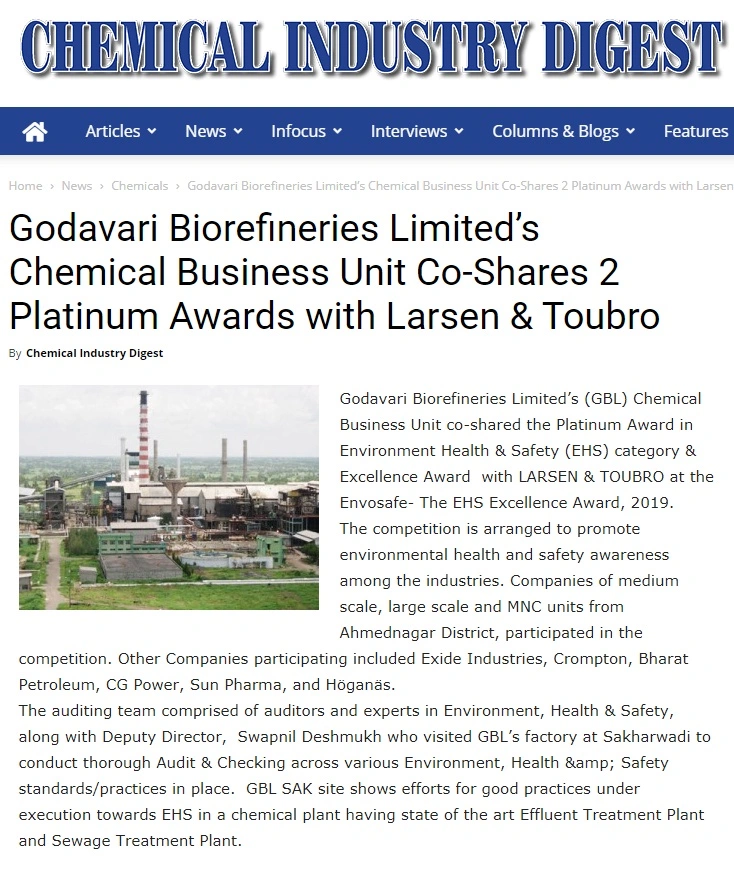 CHEMICAL INDUSTRY DIGEST
Articles News Infocus Interviews Columns & Blogs Features
Home › News › Chemicals › Godavari Biorefineries Limited's Chemical Business Unit Co-Shares 2 Platinum Awards with Larsen
Godavari Biorefineries Limited's
Chemical Business Unit Co-Shares 2
Platinum Awards with Larsen & Toubro
By Chemical Industry Digest
Godavari Biorefineries Limited's (GBL) Chemical
Business Unit co-shared the Platinum Award in
Environment Health & Safety (EHS) category &
Excellence Award  with LARSEN & TOUBRO at the
Envosafe- The EHS Excellence Award, 2019.
The competition is arranged to promote
environmental health and safety awareness
among the industries. Companies of medium
scale, large scale and MNC units from
Ahmednagar District, participated in the
competition. Other Companies participating included Exide Industries, Crompton, Bharat
Petroleum, CG Power, Sun Pharma, and Höganäs.
The auditing team comprised of auditors and experts in Environment, Health & Safety,
along with Deputy Director,  Swapnil Deshmukh who visited GBL's factory at Sakharwadi to
conduct thorough Audit & Checking across various Environment, Health &amp; Safety
standards/practices in place.  GBL SAK site shows efforts for good practices under
execution towards EHS in a chemical plant having state of the art Effluent Treatment Plant
and Sewage Treatment Plant.